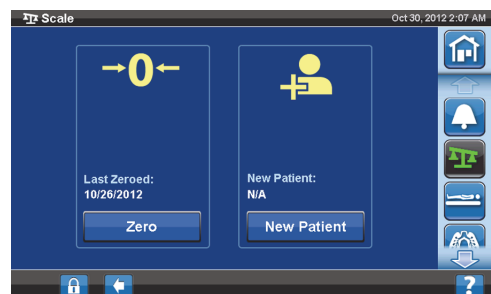 Scale
Oct 30, 2012 2:07 AM
→0←
Last Zeroed:
10/26/2012
Zero
New Patient:
N/A
New Patient
?